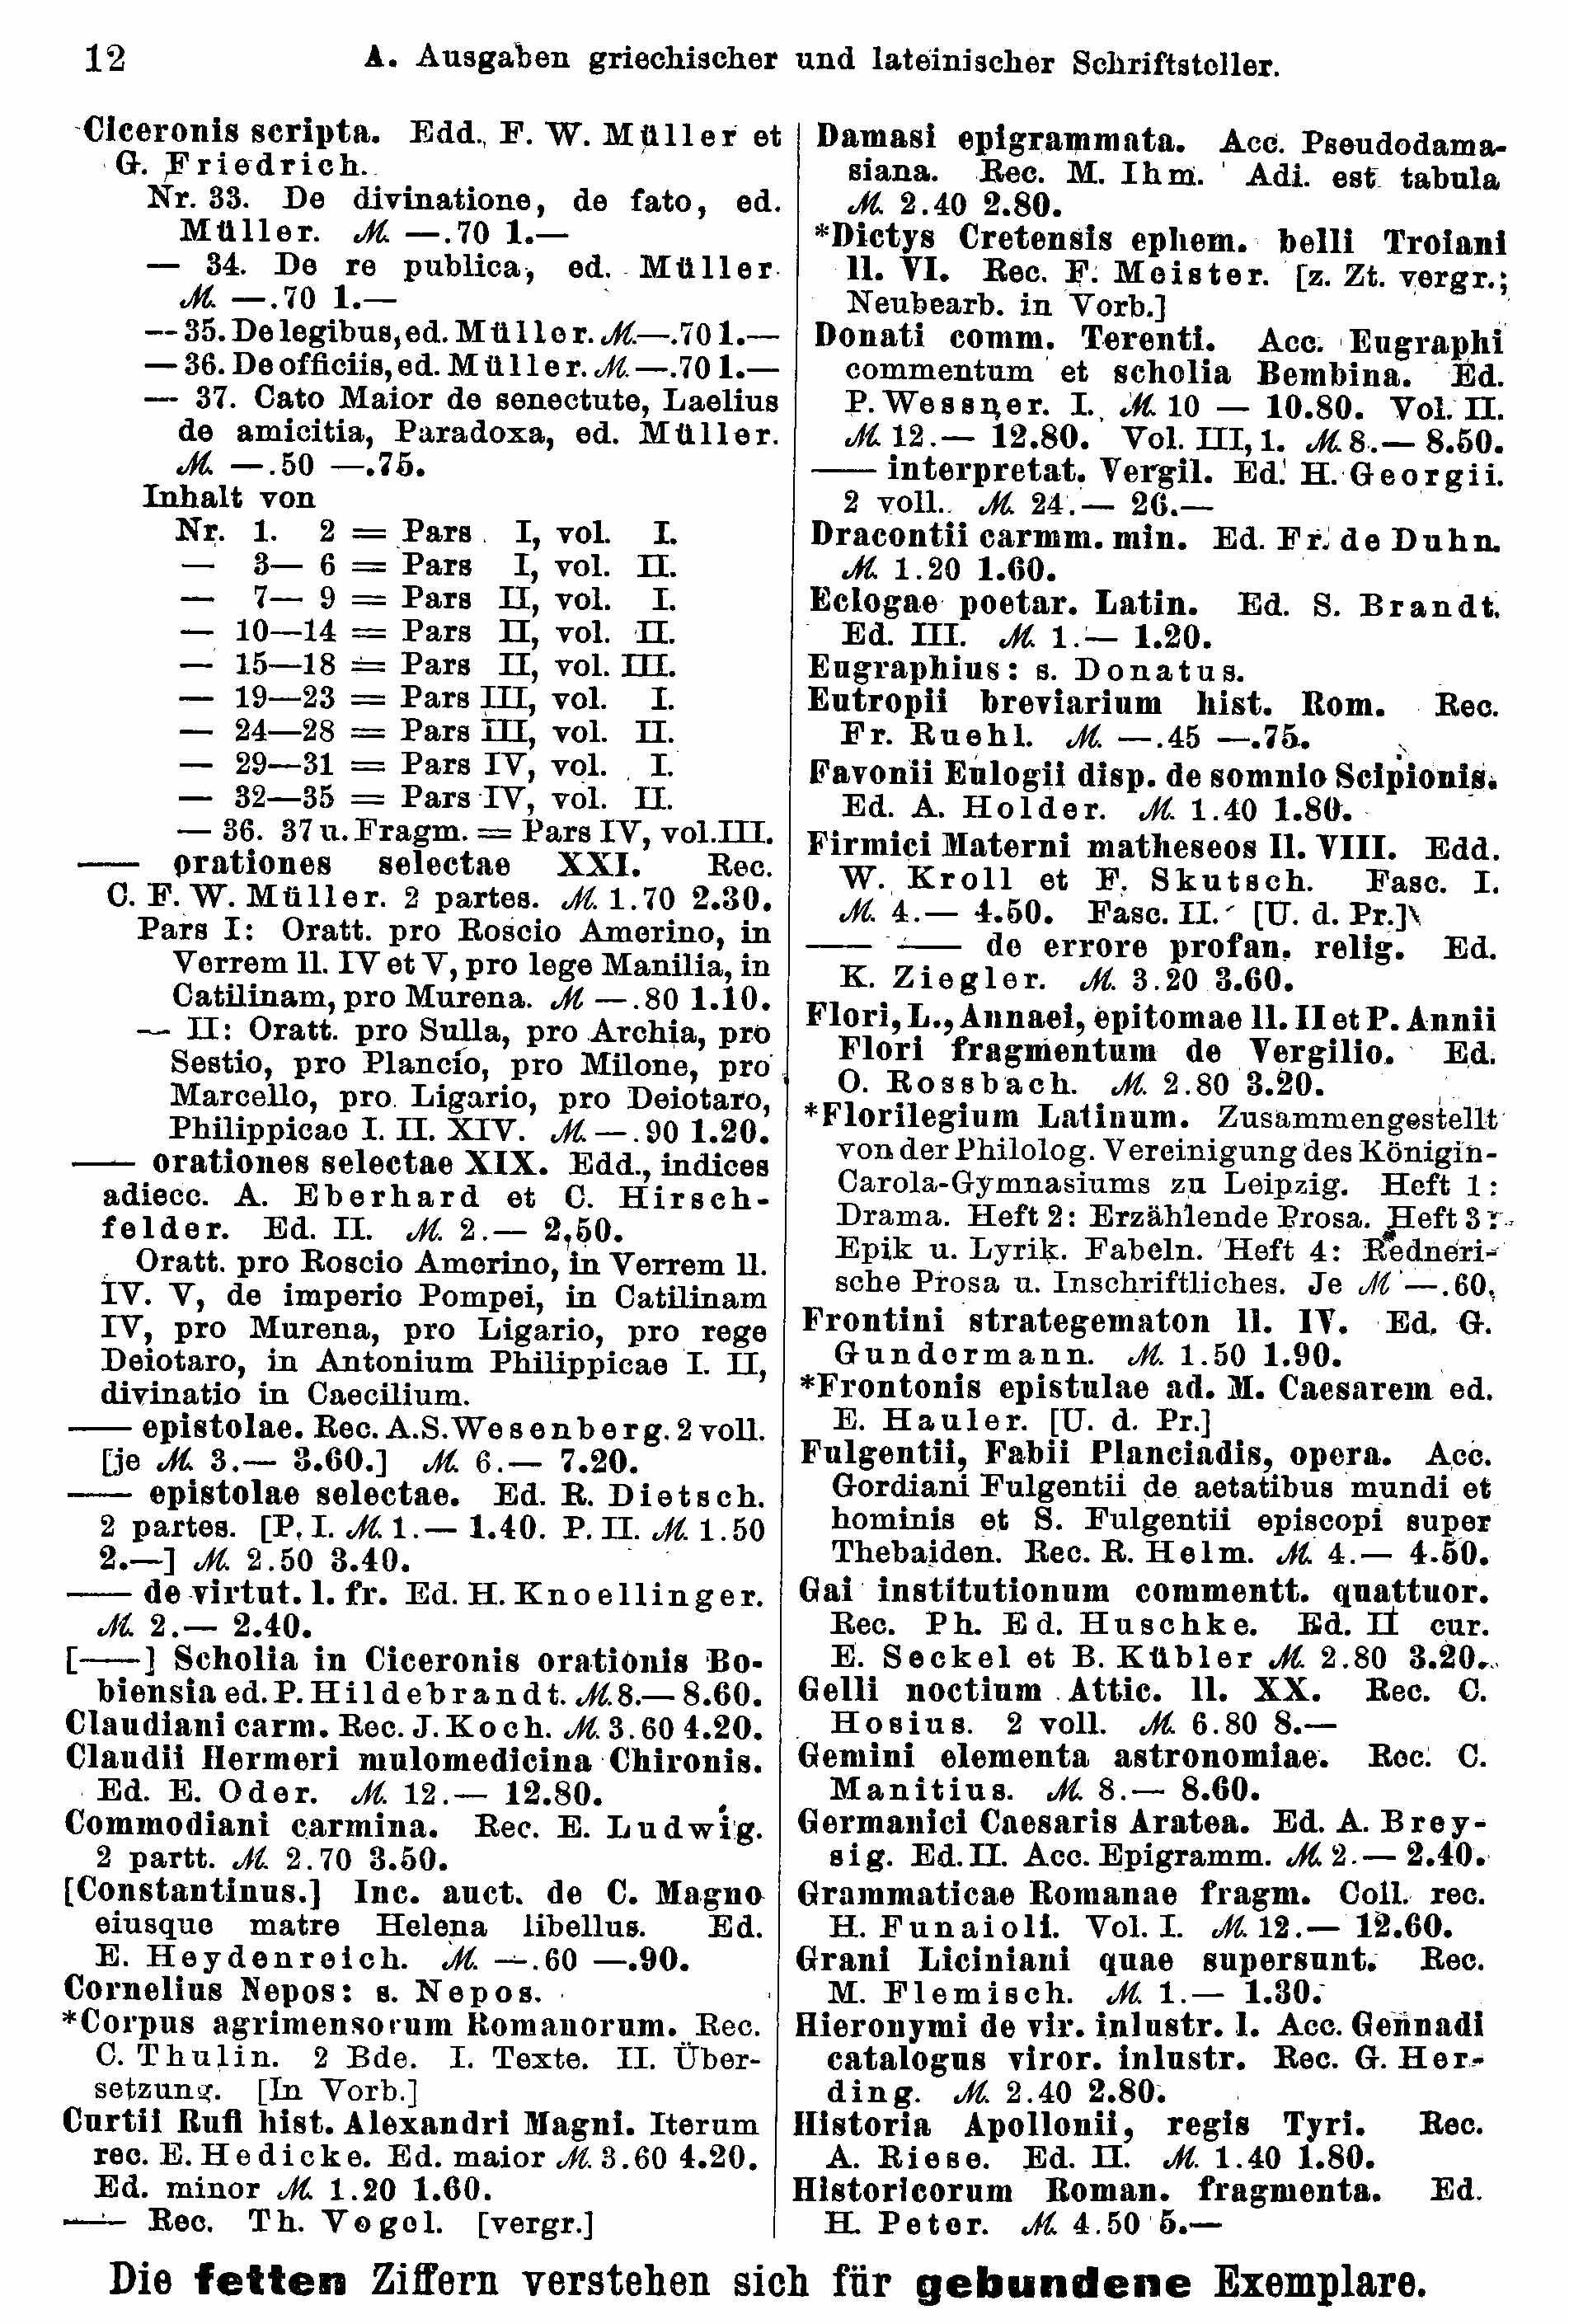 12
A. Ausgaben griechischer und lateinischer Schriftsteller.
Ciceronis scripta. Edd. F. W. Müller et
G. Friedrich.
Nr. 33. De divinatione, de fato, ed.
Müller. M. —.70 1.—
— 34. De re publica, ed. Müller
M. —.70 1.—
— 35. De legibus, ed. Müller. M. —.70 1.—
— 36. De officiis, ed. Müller. M. —.70 1.—
— 37. Cato Maior de senectute, Laelius
de amicitia, Paradoxa, ed. Müller.
M. —.50 —.75.
Inhalt von
Nr. 1. 2 = Pars I, vol. I.
— 3— 6 = Pars I, vol. II.
— 7— 9 = Pars II, vol. I.
— 10—14 = Pars II, vol. II.
— 15—18 = Pars II, vol. III.
— 19—23 = Pars III, vol. I.
— 24—28 = Pars III, vol. II.
— 29—31 = Pars IV, vol. I.
— 32—35 = Pars IV, vol. II.
— 36. 37 u. Fragm. = Pars IV, vol. III.
—— orationes selectae XXI. Rec.
C. F. W. Müller. 2 partes. M. 1.70 2.30.
Pars I: Oratt. pro Roscio Amerino, in
Verrem ll. IV et V, pro lege Manilia, in
Catilinam, pro Murena. M —.80 1.10.
— II: Oratt. pro Sulla, pro Archia, pro
Sestio, pro Plancio, pro Milone, pro
Marcello, pro Ligario, pro Deiotaro,
Philippicae I. II. XIV. M. —.90 1.20.
—— orationes selectae XIX. Edd., indices
adiecc. A. Eberhard et C. Hirsch-
felder. Ed. II. M. 2.— 2.50.
Oratt. pro Roscio Amerino, in Verrem ll.
IV. V, de imperio Pompei, in Catilinam
IV, pro Murena, pro Ligario, pro rege
Deiotaro, in Antonium Philippicae I. II,
divinatio in Caecilium.
—— epistolae. Rec. A. S. Wesenberg. 2 voll.
[je M. 3.— 3.60.] M. 6.— 7.20.
—— epistolae selectae. Ed. R. Dietsch.
2 partes. [P. I. M. 1.— 1.40. P. II. M. 1.50
2.—] M. 2.50 3.40.
—— de virtut. l. fr. Ed. H. Knoellinger.
M. 2.— 2.40.
[——] Scholia in Ciceronis orationis Bo-
biensia ed. P. Hildebrandt. M. 8.— 8.60.
Claudiani carm. Rec. J. Koch. M. 3.60 4.20.
Claudii Hermeri mulomedicina Chironis.
Ed. E. Oder. M. 12.— 12.80.
Commodiani carmina. Rec. E. Ludwig.
2 partt. M. 2.70 3.50.
[Constantinus.] Inc. auct. de C. Magno
eiusque matre Helena libellus. Ed.
E. Heydenreich. M. —.60 —.90.
Cornelius Nepos: s. Nepos.
*Corpus agrimensorum Romanorum. Rec.
C. Thulin. 2 Bde. I. Texte. II. Über-
setzung. [In Vorb.]
Curtii Rufi hist. Alexandri Magni. Iterum
rec. E. Hedicke. Ed. maior M. 3.60 4.20.
Ed. minor M. 1.20 1.60.
—— Rec. Th. Vogel. [vergr.]
Damasi epigrammata. Acc. Pseudodama-
siana. Rec. M. Ihm. Adi. est tabula
M. 2.40 2.80.
*Dictys Cretensis ephem. belli Troiani
ll. VI. Rec. F. Meister. [z. Zt. vergr.;
Neubearb. in Vorb.]
Donati comm. Terenti. Acc. Eugraphi
commentum et scholia Bembina. Ed.
P. Wessner. I. M. 10 — 10.80. Vol. II.
M. 12.— 12.80. Vol. III, 1. M. 8.— 8.50.
—— interpretat. Vergil. Ed. H. Georgii.
2 voll. M. 24.— 26.—
Dracontii carmm. min. Ed. Fr. de Duhn.
M. 1.20 1.60.
Eclogae poetar. Latin. Ed. S. Brandt.
Ed. III. M. 1.— 1.20.
Eugraphius: s. Donatus.
Eutropii breviarium hist. Rom. Rec.
Fr. Ruehl. M. —.45 —.75.
Favonii Eulogii disp. de somnio Scipionis.
Ed. A. Holder. M. 1.40 1.80.
Firmici Materni matheseos ll. VIII. Edd.
W. Kroll et F. Skutsch. Fasc. I.
M. 4.— 4.50. Fasc. II. [U. d. Pr.]
—— —— de errore profan. relig. Ed.
K. Ziegler. M. 3.20 3.60.
Flori, L., Annaei, epitomae ll. II et P. Annii
Flori fragmentum de Vergilio. Ed.
O. Rossbach. M. 2.80 3.20.
*Florilegium Latinum. Zusammengestellt
von der Philolog. Vereinigung des Königin-
Carola-Gymnasiums zu Leipzig. Heft 1:
Drama. Heft 2: Erzählende Prosa. Heft 3:
Epik u. Lyrik. Fabeln. Heft 4: Redneri-
sche Prosa u. Inschriftliches. Je M —.60.
Frontini strategematon ll. IV. Ed. G.
Gundermann. M. 1.50 1.90.
*Frontonis epistulae ad. M. Caesarem ed.
E. Hauler. [U. d. Pr.]
Fulgentii, Fabii Planciadis, opera. Acc.
Gordiani Fulgentii de aetatibus mundi et
hominis et S. Fulgentii episcopi super
Thebaiden. Rec. R. Helm. M. 4.— 4.50.
Gai institutionum commentt. quattuor.
Rec. Ph. Ed. Huschke. Ed. II cur.
E. Seckel et B. Kübler M. 2.80 3.20.
Gelli noctium Attic. ll. XX. Rec. C.
Hosius. 2 voll. M. 6.80 8.—
Gemini elementa astronomiae. Rec. C.
Manitius. M. 8.— 8.60.
Germanici Caesaris Aratea. Ed. A. Brey-
sig. Ed. II. Acc. Epigramm. M. 2.— 2.40.
Grammaticae Romanae fragm. Coll. rec.
H. Funaioli. Vol. I. M. 12.— 12.60.
Grani Liciniani quae supersunt. Rec.
M. Flemisch. M. 1.— 1.30.
Hieronymi de vir. inlustr. l. Acc. Gennadi
catalogus viror. inlustr. Rec. G. Her-
ding. M. 2.40 2.80.
Historia Apollonii, regis Tyri. Rec.
A. Riese. Ed. II. M. 1.40 1.80.
Historicorum Roman. fragmenta. Ed.
H. Peter. M. 4.50 5.—
Die fetten Ziffern verstehen sich für gebundene Exemplare.